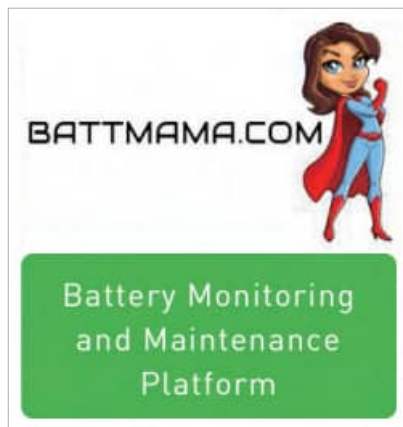 BATTMAMA.COM
Battery Monitoring
and Maintenance
Platform